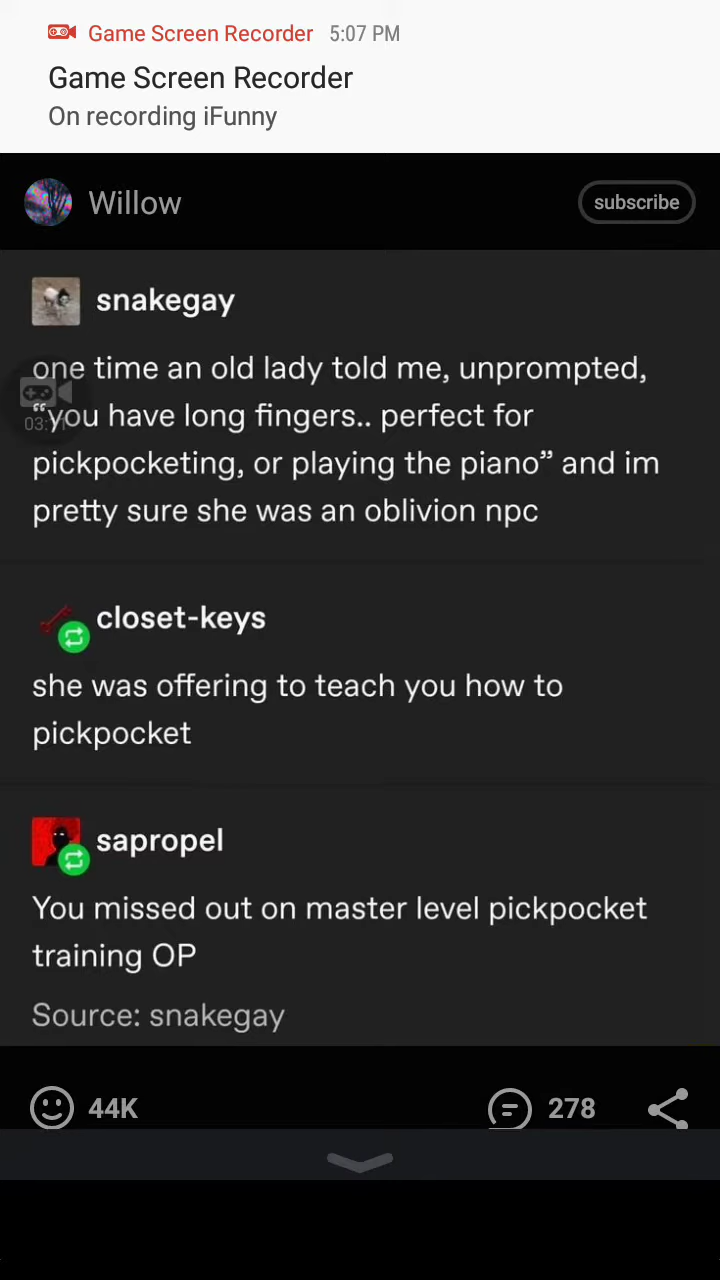 Game Screen Recorder 5:07 PM
Game Screen Recorder
On recording iFunny
Willow
subscribe
snakegay
one time an old lady told me, unprompted,
“you have long fingers.. perfect for
pickpocketing, or playing the piano” and im
pretty sure she was an oblivion npc
closet-keys
she was offering to teach you how to
pickpocket
sapropel
You missed out on master level pickpocket
training OP
Source: snakegay
44K
278